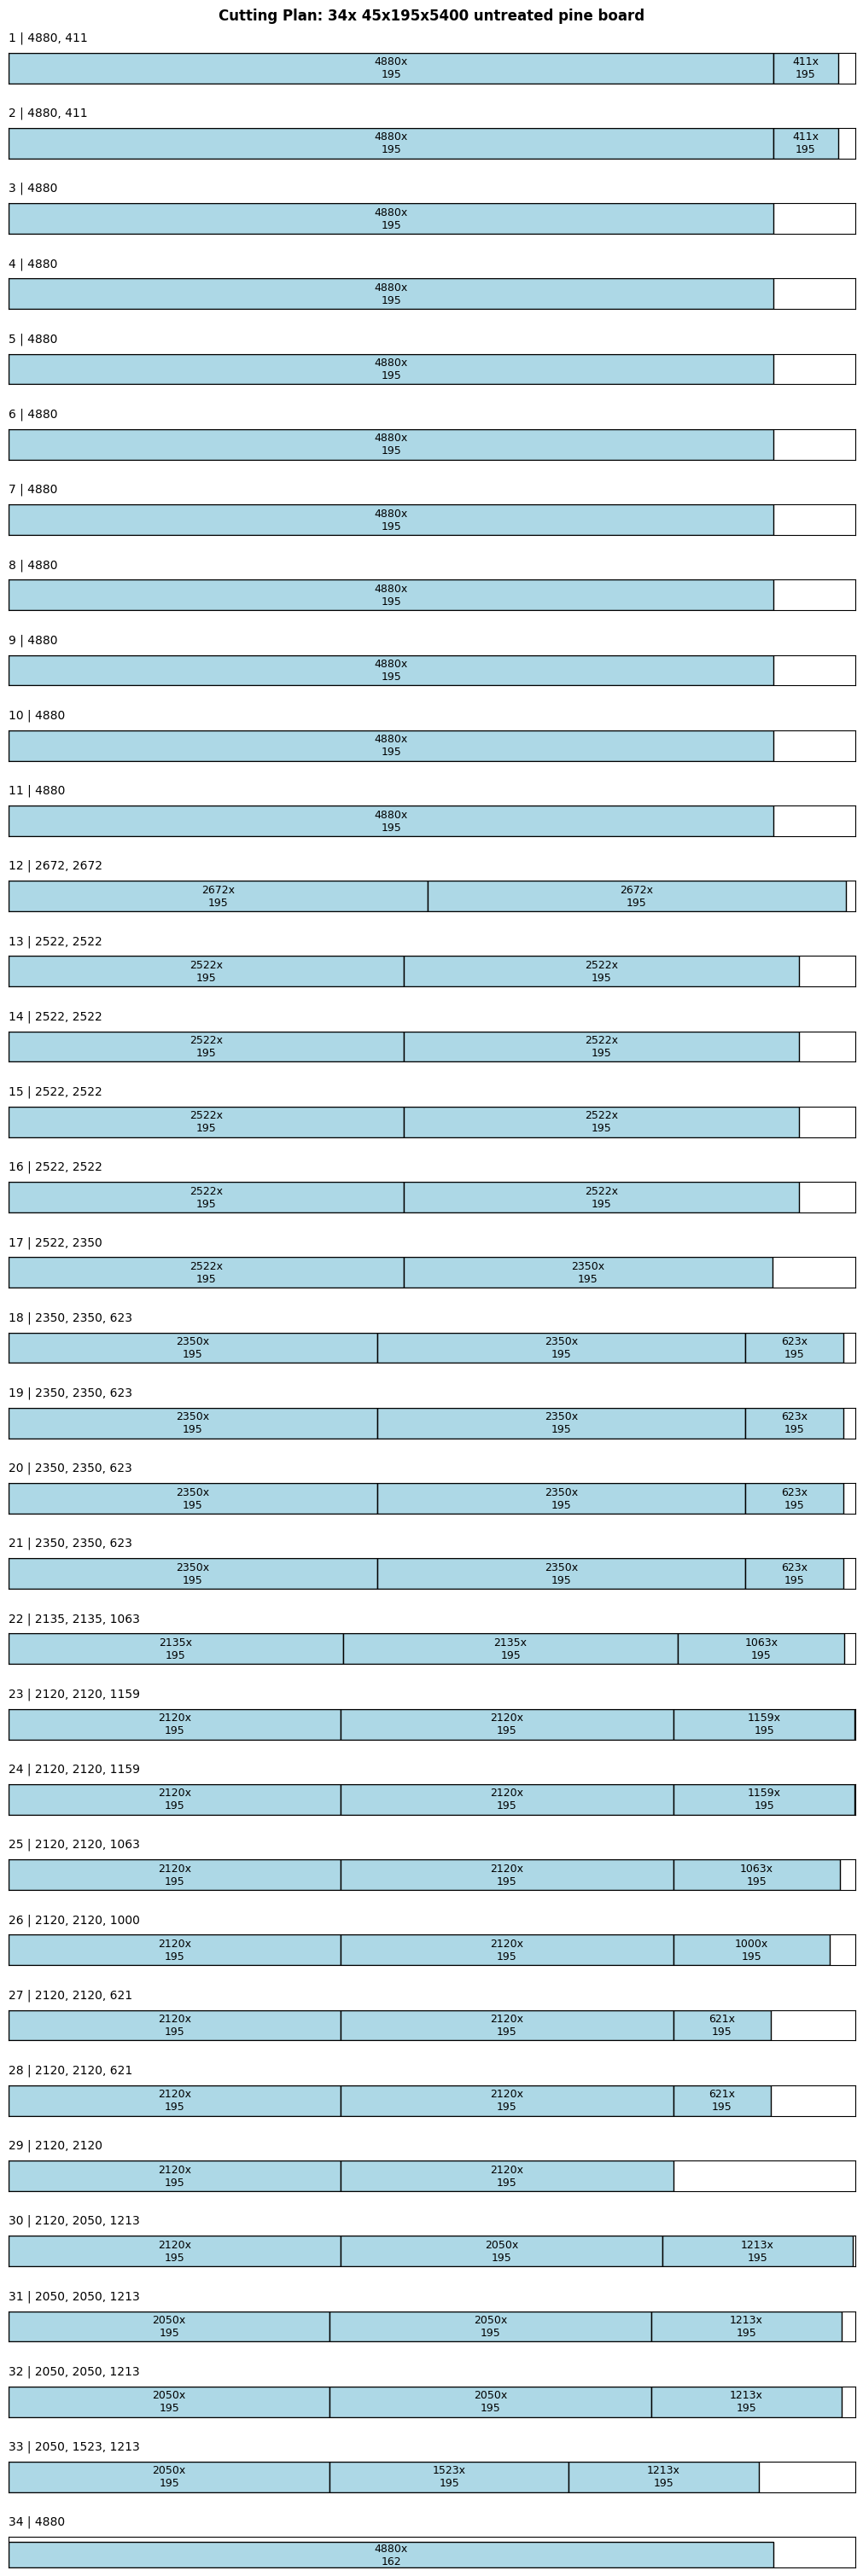 Cutting Plan: 34x 45x195x5400 untreated pine board
1 | 4880, 411
4880x
195
411x
195
2 | 4880, 411
4880x
195
411x
195
3 | 4880
4880x
195
4 | 4880
4880x
195
5 | 4880
4880x
195
6 | 4880
4880x
195
7 | 4880
4880x
195
8 | 4880
4880x
195
9 | 4880
4880x
195
10 | 4880
4880x
195
11 | 4880
4880x
195
12 | 2672, 2672
2672x
195
2672x
195
13 | 2522, 2522
2522x
195
2522x
195
14 | 2522, 2522
2522x
195
2522x
195
15 | 2522, 2522
2522x
195
2522x
195
16 | 2522, 2522
2522x
195
2522x
195
17 | 2522, 2350
2522x
195
2350x
195
18 | 2350, 2350, 623
2350x
195
2350x
195
623x
195
19 | 2350, 2350, 623
2350x
195
2350x
195
623x
195
20 | 2350, 2350, 623
2350x
195
2350x
195
623x
195
21 | 2350, 2350, 623
2350x
195
2350x
195
623x
195
22 | 2135, 2135, 1063
2135x
195
2135x
195
1063x
195
23 | 2120, 2120, 1159
2120x
195
2120x
195
1159x
195
24 | 2120, 2120, 1159
2120x
195
2120x
195
1159x
195
25 | 2120, 2120, 1063
2120x
195
2120x
195
1063x
195
26 | 2120, 2120, 1000
2120x
195
2120x
195
1000x
195
27 | 2120, 2120, 621
2120x
195
2120x
195
621x
195
28 | 2120, 2120, 621
2120x
195
2120x
195
621x
195
29 | 2120, 2120
2120x
195
2120x
195
30 | 2120, 2050, 1213
2120x
195
2050x
195
1213x
195
31 | 2050, 2050, 1213
2050x
195
2050x
195
1213x
195
32 | 2050, 2050, 1213
2050x
195
2050x
195
1213x
195
33 | 2050, 1523, 1213
2050x
195
1523x
195
1213x
195
34 | 4880
4880x
162